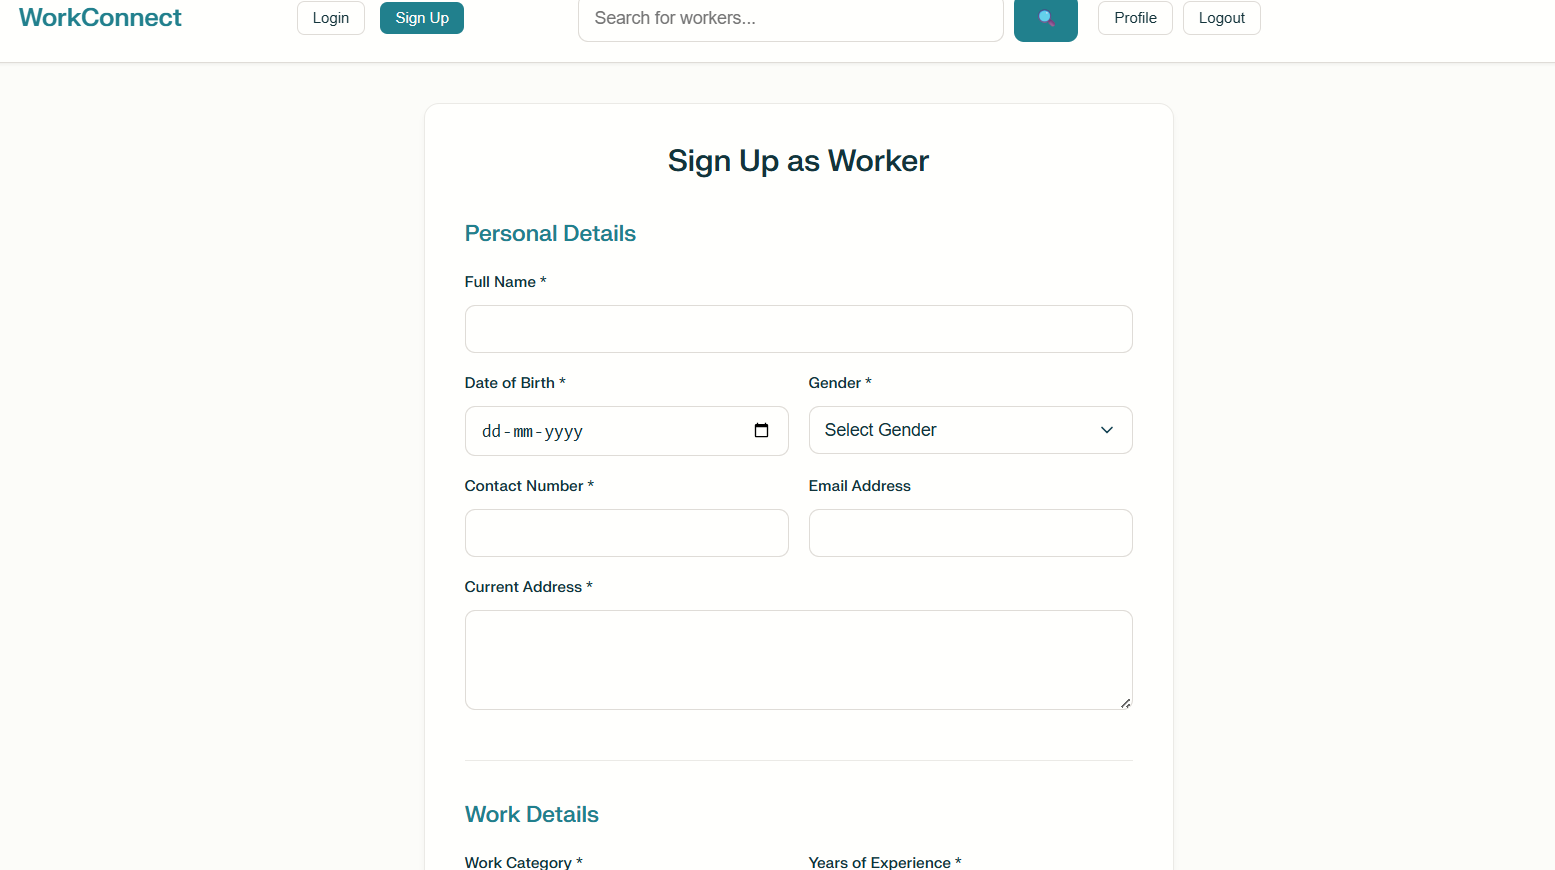 WorkConnect
Login
Sign Up
Search for workers...
Profile
Logout
Sign Up as Worker
Personal Details
Full Name *
Date of Birth *
Gender *
dd-mm-yyyy
Select Gender
Contact Number *
Email Address
Current Address *
Work Details
Work Category *
Years of Experience *